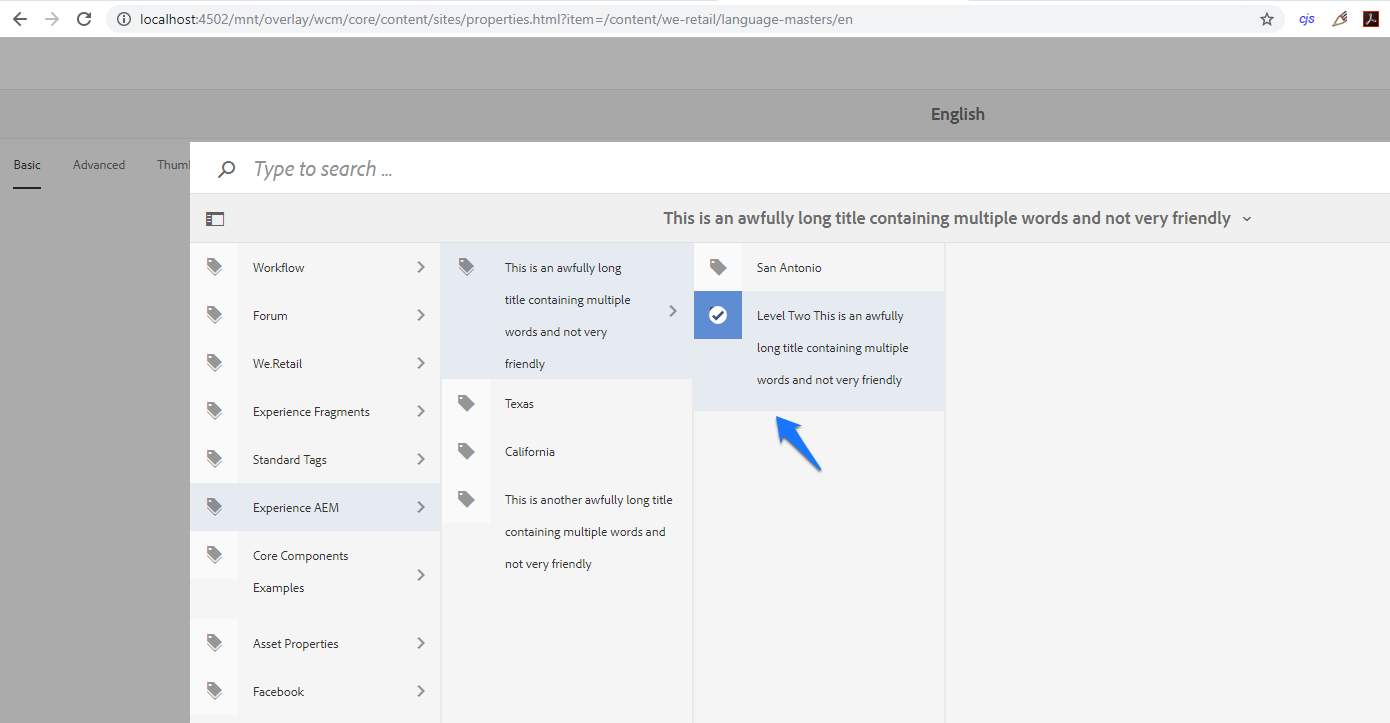 localhost:4502/mnt/overlay/wcm/core/content/sites/properties.html?item=/content/we-retail/language-masters/en
cjs
English
Basic
Advanced
Thuml
Type to search ...
This is an awfully long title containing multiple words and not very friendly
Workflow
Forum
We.Retail
Experience Fragments
Standard Tags
Experience AEM
Core Components
Examples
Asset Properties
Facebook
This is an awfully long
title containing multiple
words and not very
friendly
Texas
California
This is another awfully long title
containing multiple words and
not very friendly
San Antonio
Level Two This is an awfully
long title containing multiple
words and not very friendly